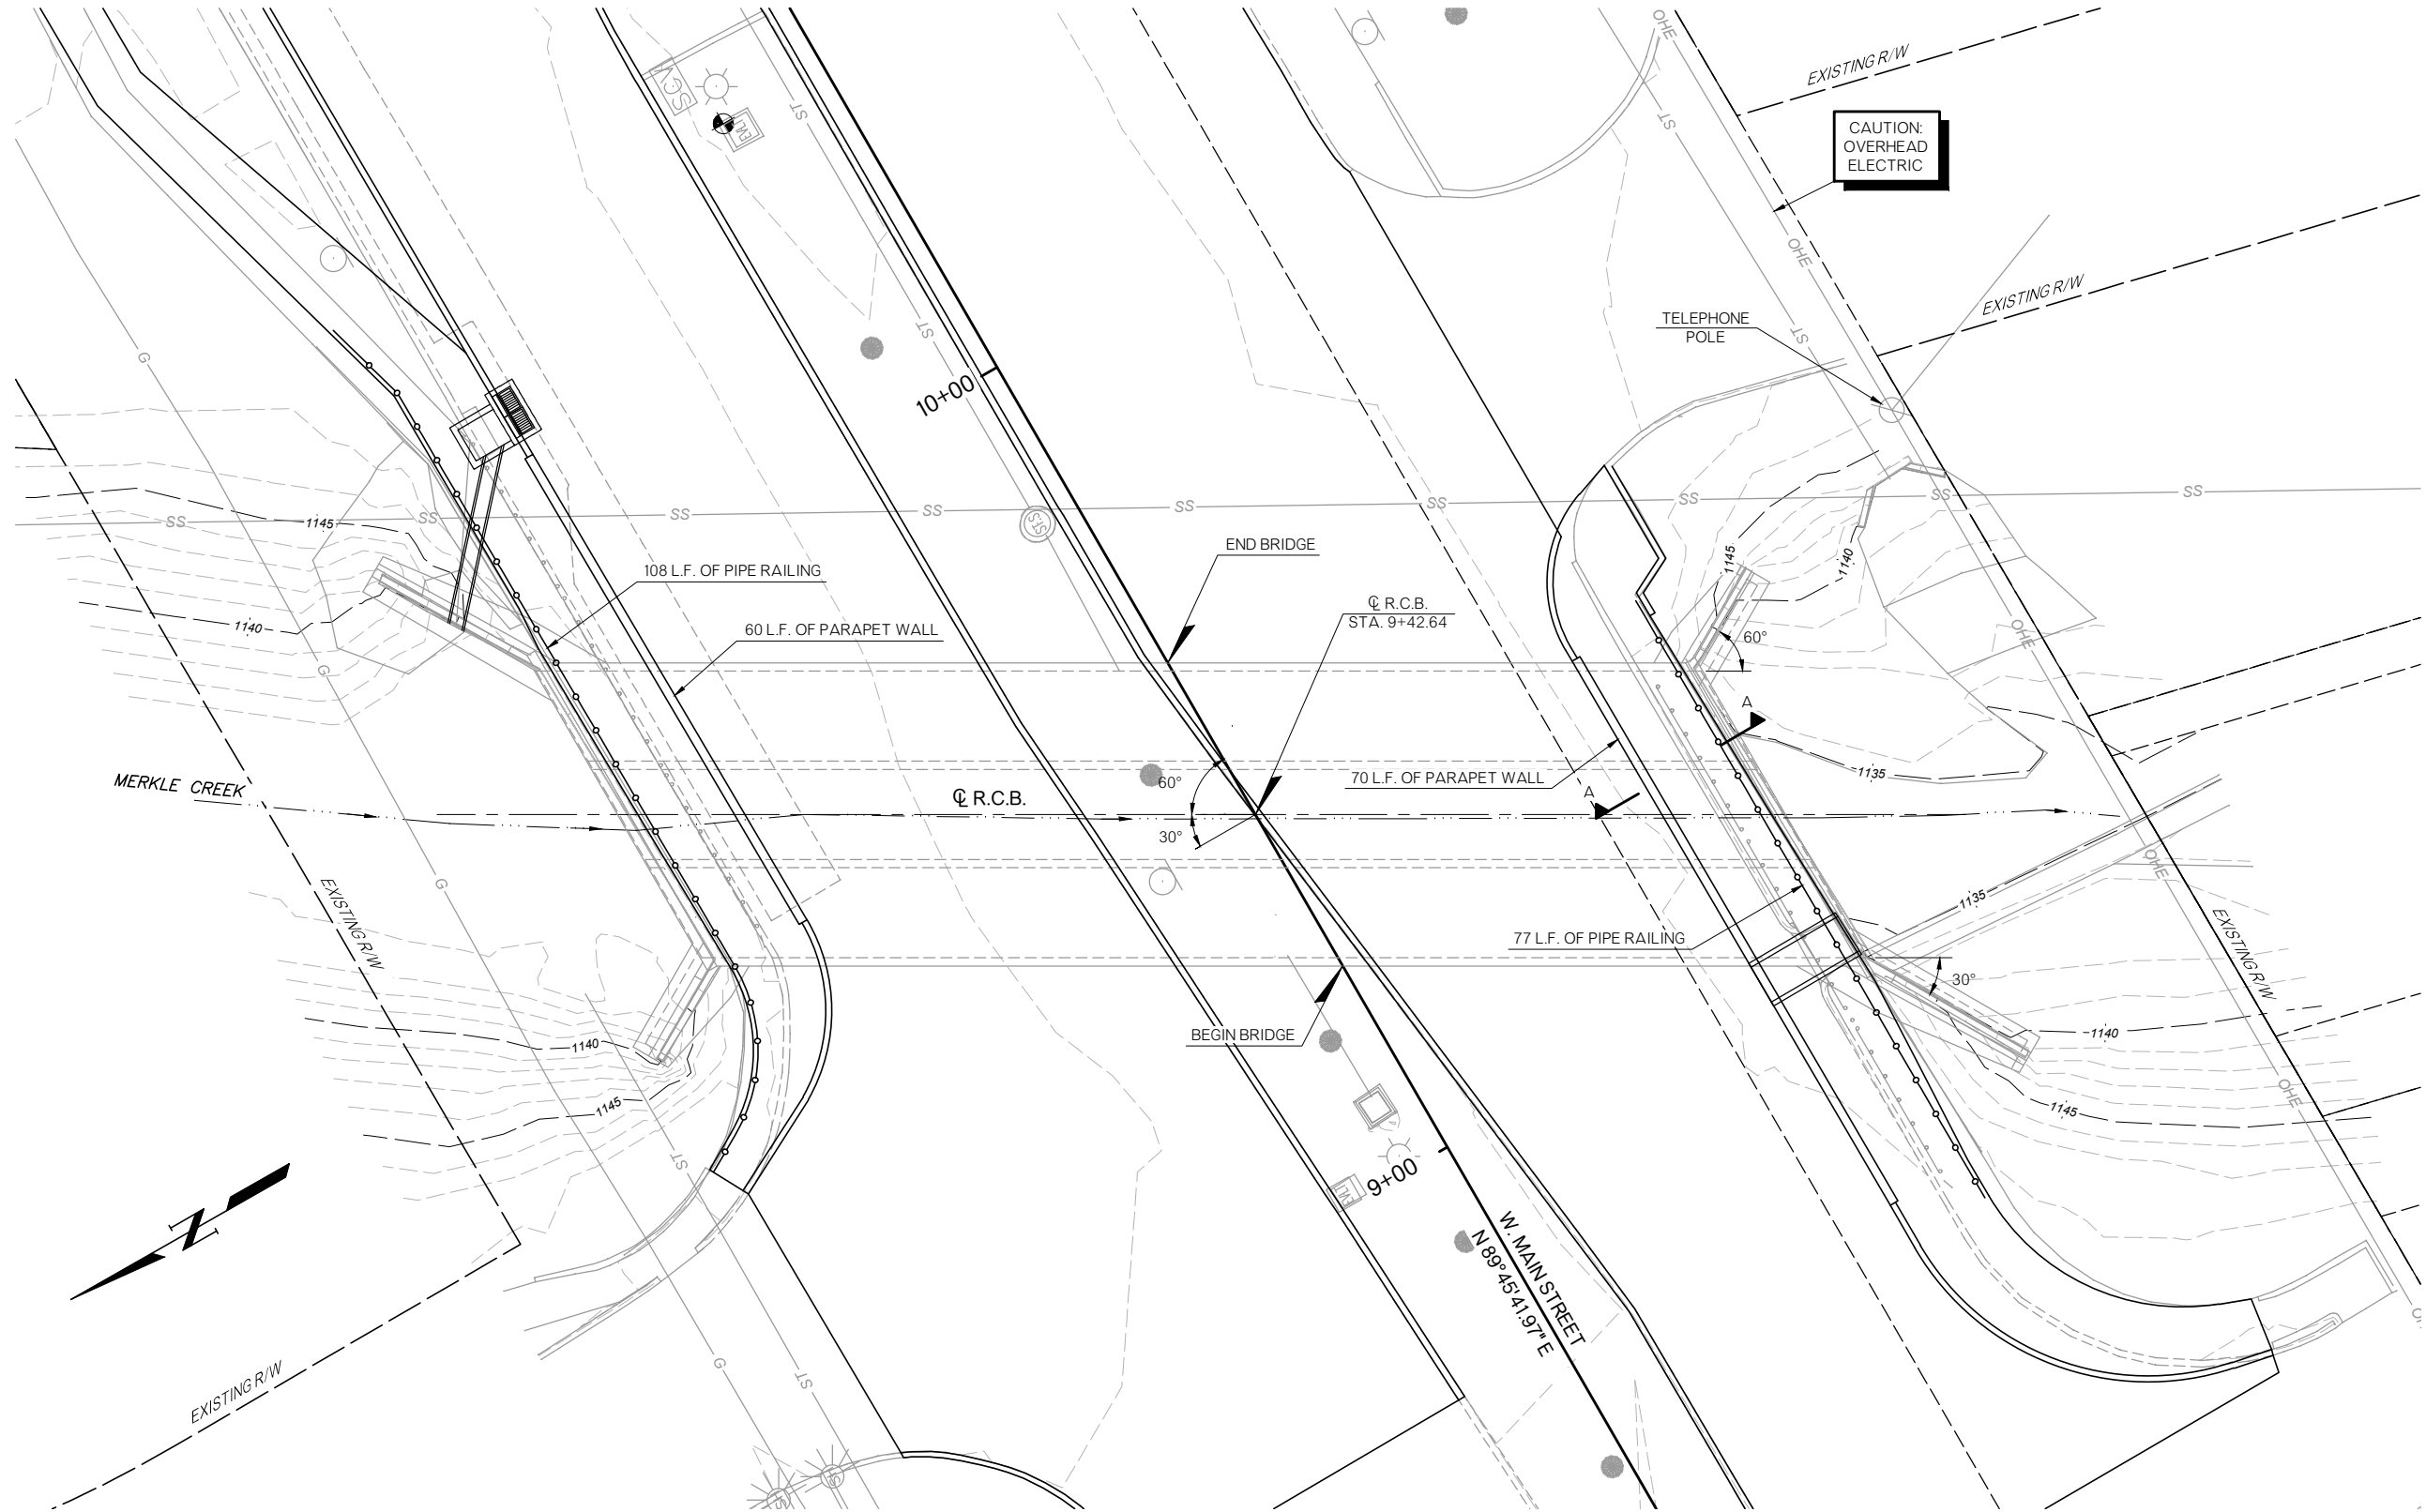 OHE
EXISTING R/W
SCV
ST
WV
ST
CAUTION:
OVERHEAD
ELECTRIC
OHE
EXISTING R/W
TELEPHONE
POLE
ST
ST
G
10+00
SS
SS
SS
SS
SS
SS
SS
SS
SS
1145
SIS
END BRIDGE
1145
1140
108 L.F. OF PIPE RAILING
℄ R.C.B.
STA. 9+42.64
1140
60 L.F. OF PARAPET WALL
60°
OHE
G
A
MERKLE CREEK
60°
70 L.F. OF PARAPET WALL
1135
℄ R.C.B.
A
30°
G
OHE
EXISTING R/W
1135
77 L.F. OF PIPE RAILING
EXISTING R/W
30°
BEGIN BRIDGE
1140
1140
1145
1145
OHE
ST
9+00
WV
N
W. MAIN STREET
N 89°45'41.97" E
EXISTING R/W
G
ST